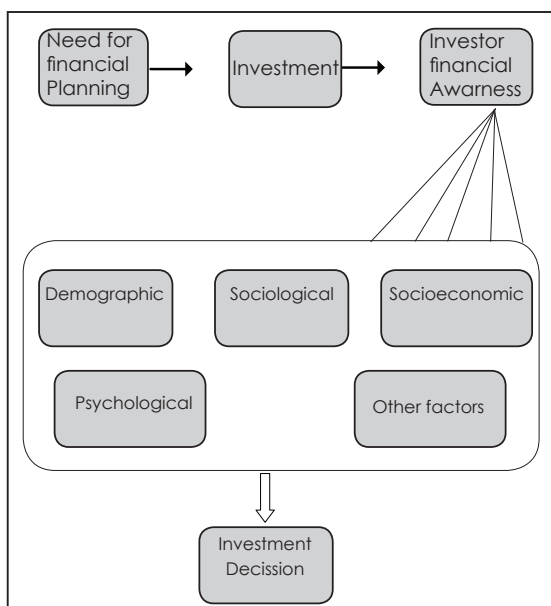 Need for
financial
Planning
Investment
Investor
financial
Awarness
Demographic
Sociological
Socioeconomic
Psychological
Other factors
Investment
Decission